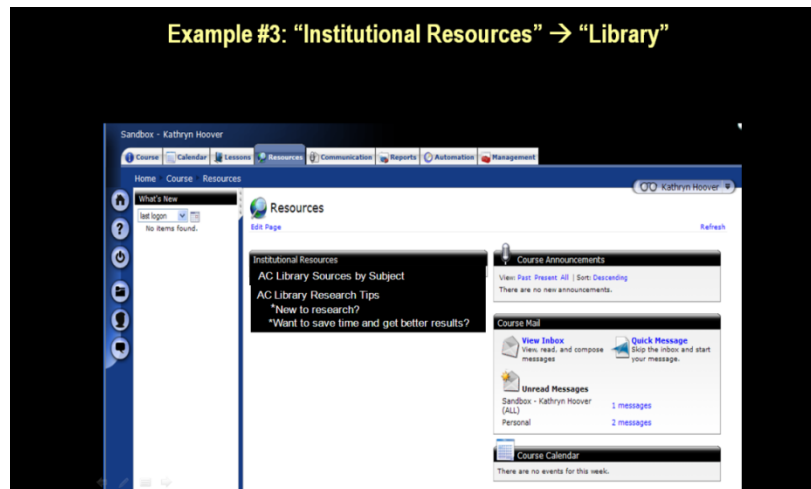 Example #3: “Institutional Resources” → “Library”
Sandbox - Kathryn Hoover
Course Calendar Lessons Resources Communication Reports Automation Management
Home Course Resources
Kathryn Hoover
What's New
last logon
No items found.
Resources
Edit Page
Refresh
Institutional Resources
AC Library Sources by Subject
AC Library Research Tips
*New to research?
*Want to save time and get better results?
Course Announcements
View: Past Present All | Sort: Descending
There are no new announcements.
Course Mail
View Inbox
View, read, and compose
messages
Quick Message
Skip the inbox and start
your message.
Unread Messages
Sandbox - Kathryn Hoover
(ALL)
1 messages
Personal
2 messages
Course Calendar
There are no events for this week.